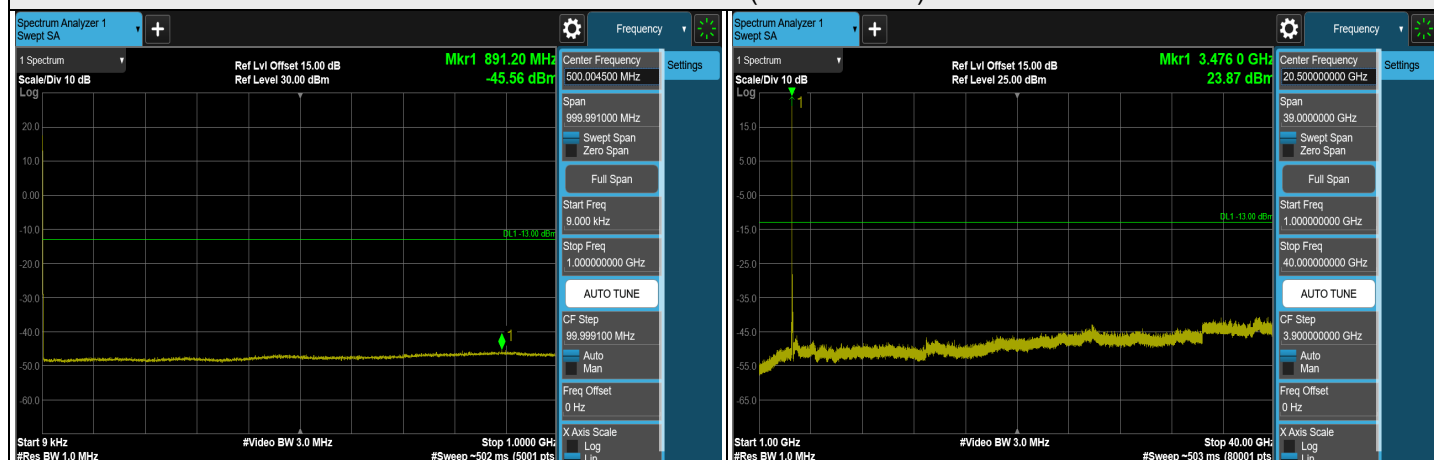 Spectrum Analyzer 1
Swept SA
+
Frequency
1 Spectrum
Scale/Div 10 dB
Log
Ref Lvl Offset 15.00 dB
Ref Level 30.00 dBm
Mkr1 891.20 MHz
-45.56 dBm
20.0
10.0
0.00
-10.0
-20.0
-30.0
-40.0
-50.0
-60.0
DL1 -13.00 dBm
1
Start 9 kHz
#Res BW 1.0 MHz
#Video BW 3.0 MHz
Stop 1.0000 GHz
#Sweep ~502 ms (5001 pts
Center Frequency
500.004500 MHz
Settings
Span
999.991000 MHz
Swept Span
Zero Span
Full Span
Start Freq
9.000 kHz
Stop Freq
1.000000000 GHz
AUTO TUNE
CF Step
99.999100 MHz
Auto
Man
Freq Offset
0 Hz
X Axis Scale
Log
Lin
Spectrum Analyzer 1
Swept SA
+
Frequency
1 Spectrum
Scale/Div 10 dB
Log
Ref Lvl Offset 15.00 dB
Ref Level 25.00 dBm
Mkr1 3.476 0 GHz
23.87 dBm
1
15.0
5.00
-5.00
-15.0
-25.0
-35.0
-45.0
-55.0
-65.0
DL1 -13.00 dBm
Start 1.00 GHz
#Res BW 1.0 MHz
#Video BW 3.0 MHz
Stop 40.00 GHz
#Sweep ~503 ms (80001 pts
Center Frequency
20.500000000 GHz
Settings
Span
39.0000000 GHz
Swept Span
Zero Span
Full Span
Start Freq
1.000000000 GHz
Stop Freq
40.000000000 GHz
AUTO TUNE
CF Step
3.900000000 GHz
Auto
Man
Freq Offset
0 Hz
X Axis Scale
Log
Lin